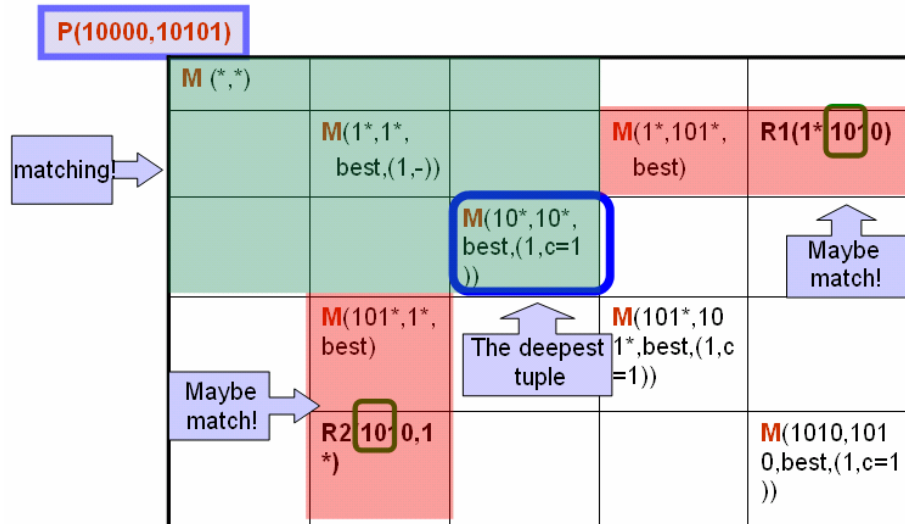 P(10000,10101)
M (*,*)
matching!
M(1*,1*,
best,(1,-))
M(1*,101*,
best)
R1(1*,1010)
M(10*,10*,
best,(1,c=1
))
Maybe
match!
M(101*,1*,
best)
The deepest
tuple
M(101*,10
1*,best,(1,c
=1))
Maybe
match!
R2(1010,1
*)
M(1010,101
0,best,(1,c=1
))